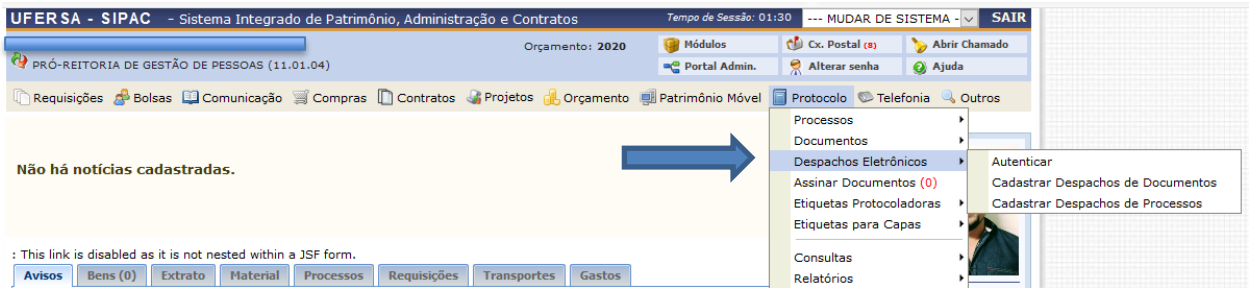 UFERSA - SIPAC - Sistema Integrado de Patrimônio, Administração e Contratos
Tempo de Sessão: 01:30
--- MUDAR DE SISTEMA -
SAIR
Orçamento: 2020
Módulos
Cx. Postal (8)
Abrir Chamado
PRÓ-REITORIA DE GESTÃO DE PESSOAS (11.01.04)
Portal Admin.
Alterar senha
Ajuda
Requisições Bolsas Comunicação Compras Contratos Projetos Orçamento Patrimônio Móvel Protocolo Telefonia Outros
Processos
Documentos
Despachos Eletrônicos
Assinar Documentos (0)
Etiquetas Protocoladoras
Etiquetas para Capas
Consultas
Relatórios
Autenticar
Cadastrar Despachos de Documentos
Cadastrar Despachos de Processos
Não há notícias cadastradas.
: This link is disabled as it is not nested within a JSF form.
Avisos Bens (0) Extrato Material Processos Requisições Transportes Gastos